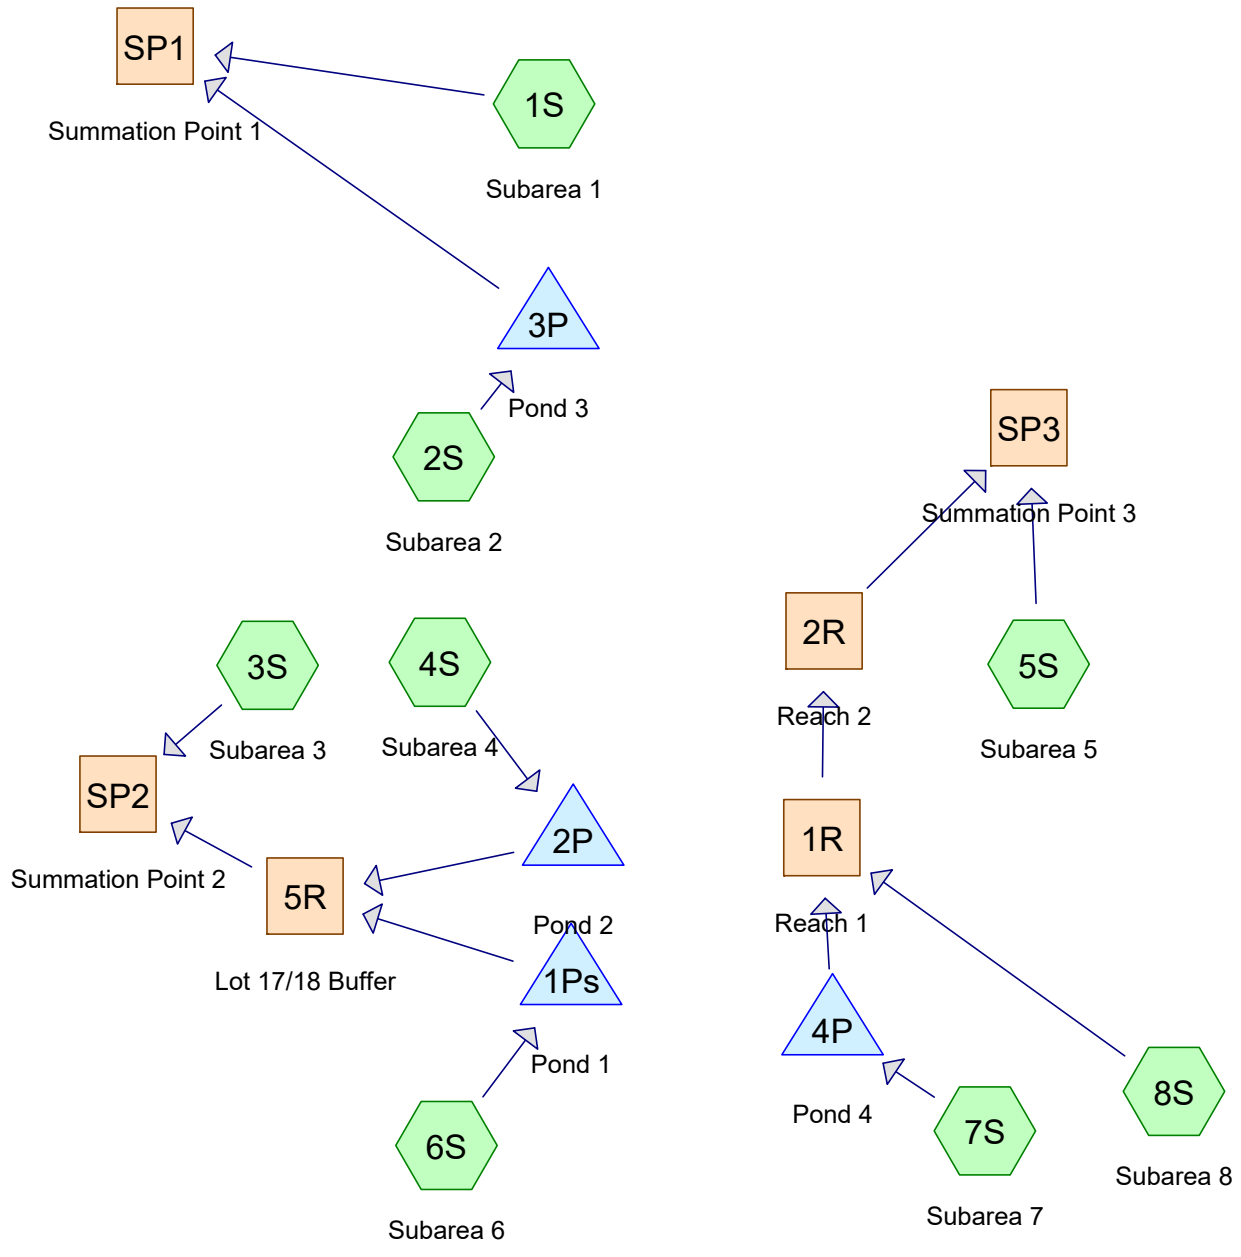 SP1
Summation Point 1
1S
Subarea 1
3P
Pond 3
2S
Subarea 2
SP3
Summation Point 3
2R
Reach 2
5S
Subarea 5
3S
Subarea 3
4S
Subarea 4
SP2
Summation Point 2
5R
Lot 17/18 Buffer
2P
Pond 2
1Ps
Pond 1
6S
Subarea 6
1R
Reach 1
4P
Pond 4
7S
Subarea 7
8S
Subarea 8